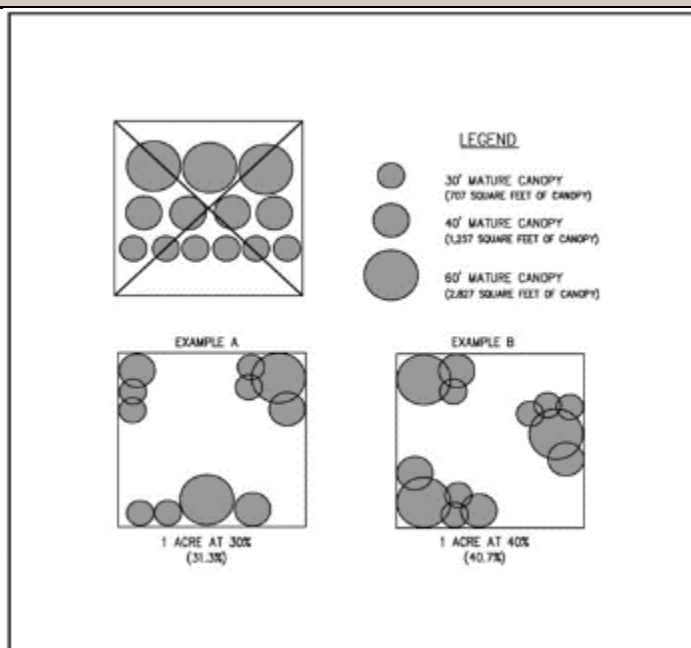 LEGEND
30' MATURE CANOPY
(707 SQUARE FEET OF CANOPY)
40' MATURE CANOPY
(1,257 SQUARE FEET OF CANOPY)
60' MATURE CANOPY
(2,827 SQUARE FEET OF CANOPY)
EXAMPLE A
1 ACRE AT 30%
(31.3%)
EXAMPLE B
1 ACRE AT 40%
(40.7%)